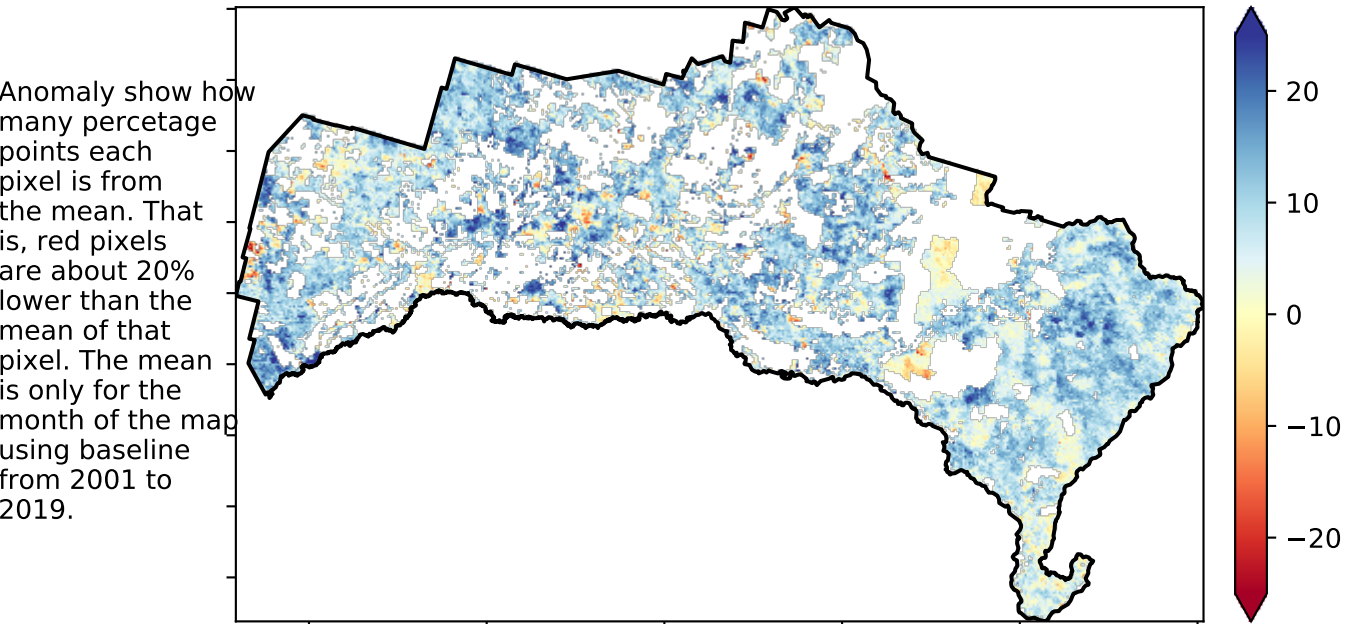 Anomaly show how
many percetage
points each
pixel is from
the mean. That
is, red pixels
are about 20%
lower than the
mean of that
pixel. The mean
is only for the
month of the map
using baseline
from 2001 to
2019.
20
10
0
−10
−20